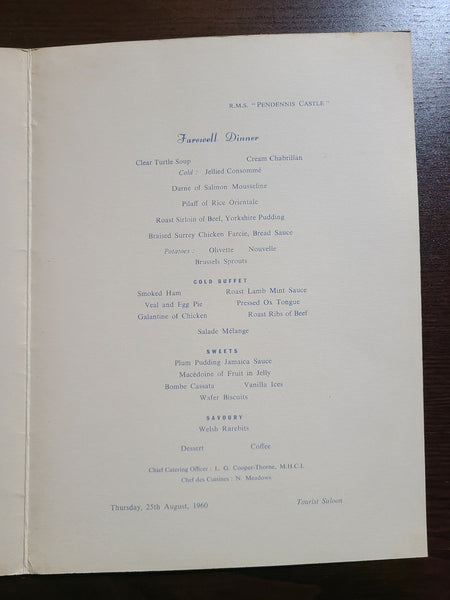 R.M.S. "PENDENNIS CASTLE"
Farewell Dinner
Clear Turtle Soup Cream Chabrillan
Cold : Jellied Consommé
Darne of Salmon Mousseline
Pilaff of Rice Orientale
Roast Sirloin of Beef, Yorkshire Pudding
Braised Surrey Chicken Farcie, Bread Sauce
Potatoes : Olivette Nouvelle
Brussels Sprouts
COLD BUFFET
Smoked Ham Roast Lamb Mint Sauce
Veal and Egg Pie Pressed Ox Tongue
Galantine of Chicken Roast Ribs of Beef
Salade Mélange
SWEETS
Plum Pudding Jamaica Sauce
Macédoine of Fruit in Jelly
Bombe Cassata Vanilla Ices
Wafer Biscuits
SAVOURY
Welsh Rarebits
Dessert Coffee
Chief Catering Officer : L. G. Cooper-Thorne, M.H.C.I.
Chef des Cuisines : N. Meadows
Thursday, 25th August, 1960 Tourist Saloon